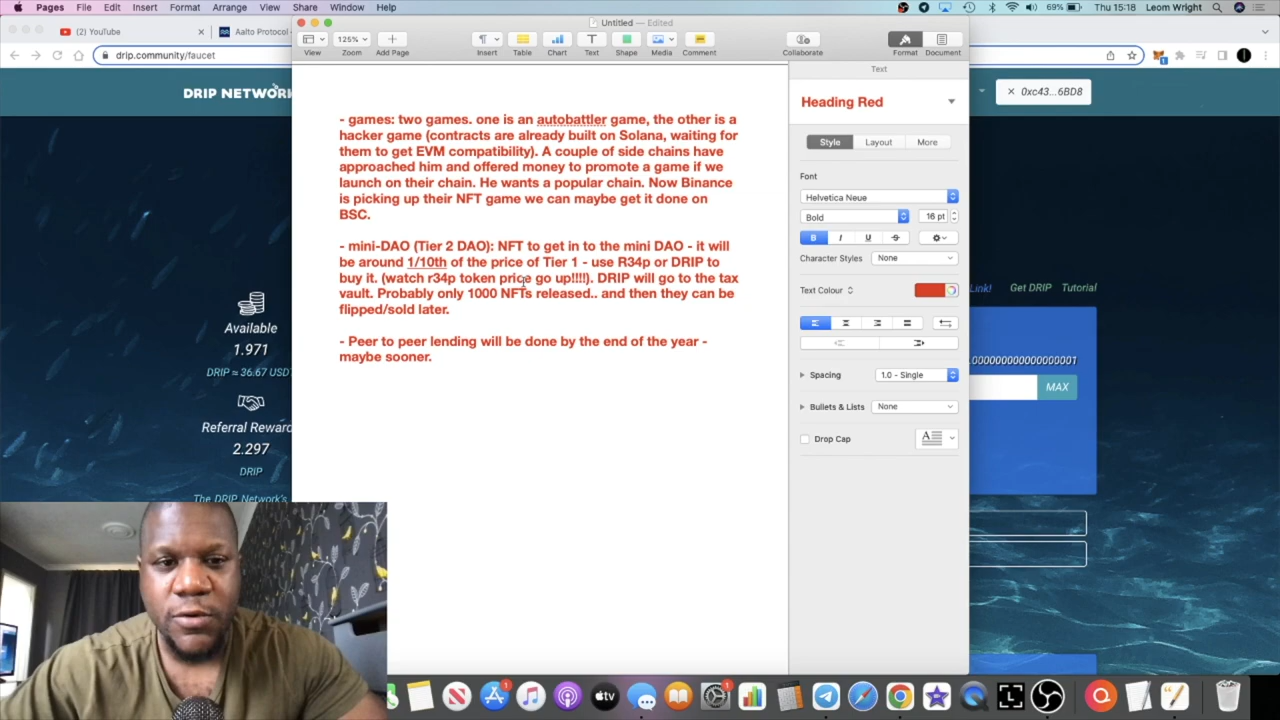 Pages File Edit Insert Format Arrange View Share Window Help
69% Thu 15:18 Leom Wright
(2) YouTube
Aalto Protocol -
drip.community/faucet
Untitled — Edited
View 125% Zoom Add Page Insert Table Chart Text Shape Media Comment Collaborate Format Document
DRIP NETWORK
0xc43...6BD8
Text
Heading Red
Style Layout More
Font
Helvetica Neue
Bold 16 pt
B I U S
Character Styles None
Text Colour
Spacing 1.0 - Single
Bullets & Lists None
Drop Cap
- games: two games. one is an autobattler game, the other is a
hacker game (contracts are already built on Solana, waiting for
them to get EVM compatibility). A couple of side chains have
approached him and offered money to promote a game if we
launch on their chain. He wants a popular chain. Now Binance
is picking up their NFT game we can maybe get it done on
BSC.
- mini-DAO (Tier 2 DAO): NFT to get in to the mini DAO - it will
be around 1/10th of the price of Tier 1 - use R34p or DRIP to
buy it. (watch r34p token price go up!!!!). DRIP will go to the tax
vault. Probably only 1000 NFTs released.. and then they can be
flipped/sold later.
- Peer to peer lending will be done by the end of the year -
maybe sooner.
Available
1.971
DRIP ≈ 36.67 USDT
Referral Reward
2.297
DRIP
The DRIP Network's
Link! Get DRIP Tutorial
.000000000000000001
MAX